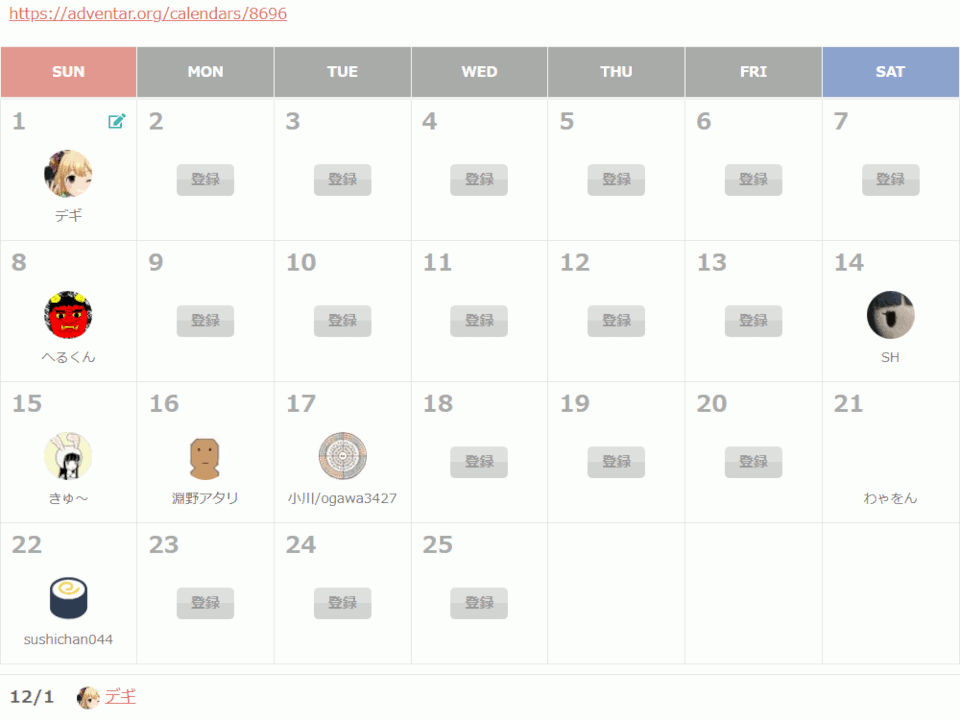 https://adventar.org/calendars/8696
SUN MON TUE WED THU FRI SAT
1 2 3 4 5 6 7
登録 登録 登録 登録 登録 登録
デギ
8 9 10 11 12 13 14
登録 登録 登録 登録 登録
へるくん SH
15 16 17 18 19 20 21
登録 登録 登録
きゅ～ 淵野アタリ 小川/ogawa3427 わゃをん
22 23 24 25
登録 登録 登録
sushichan044
12/1 デギ